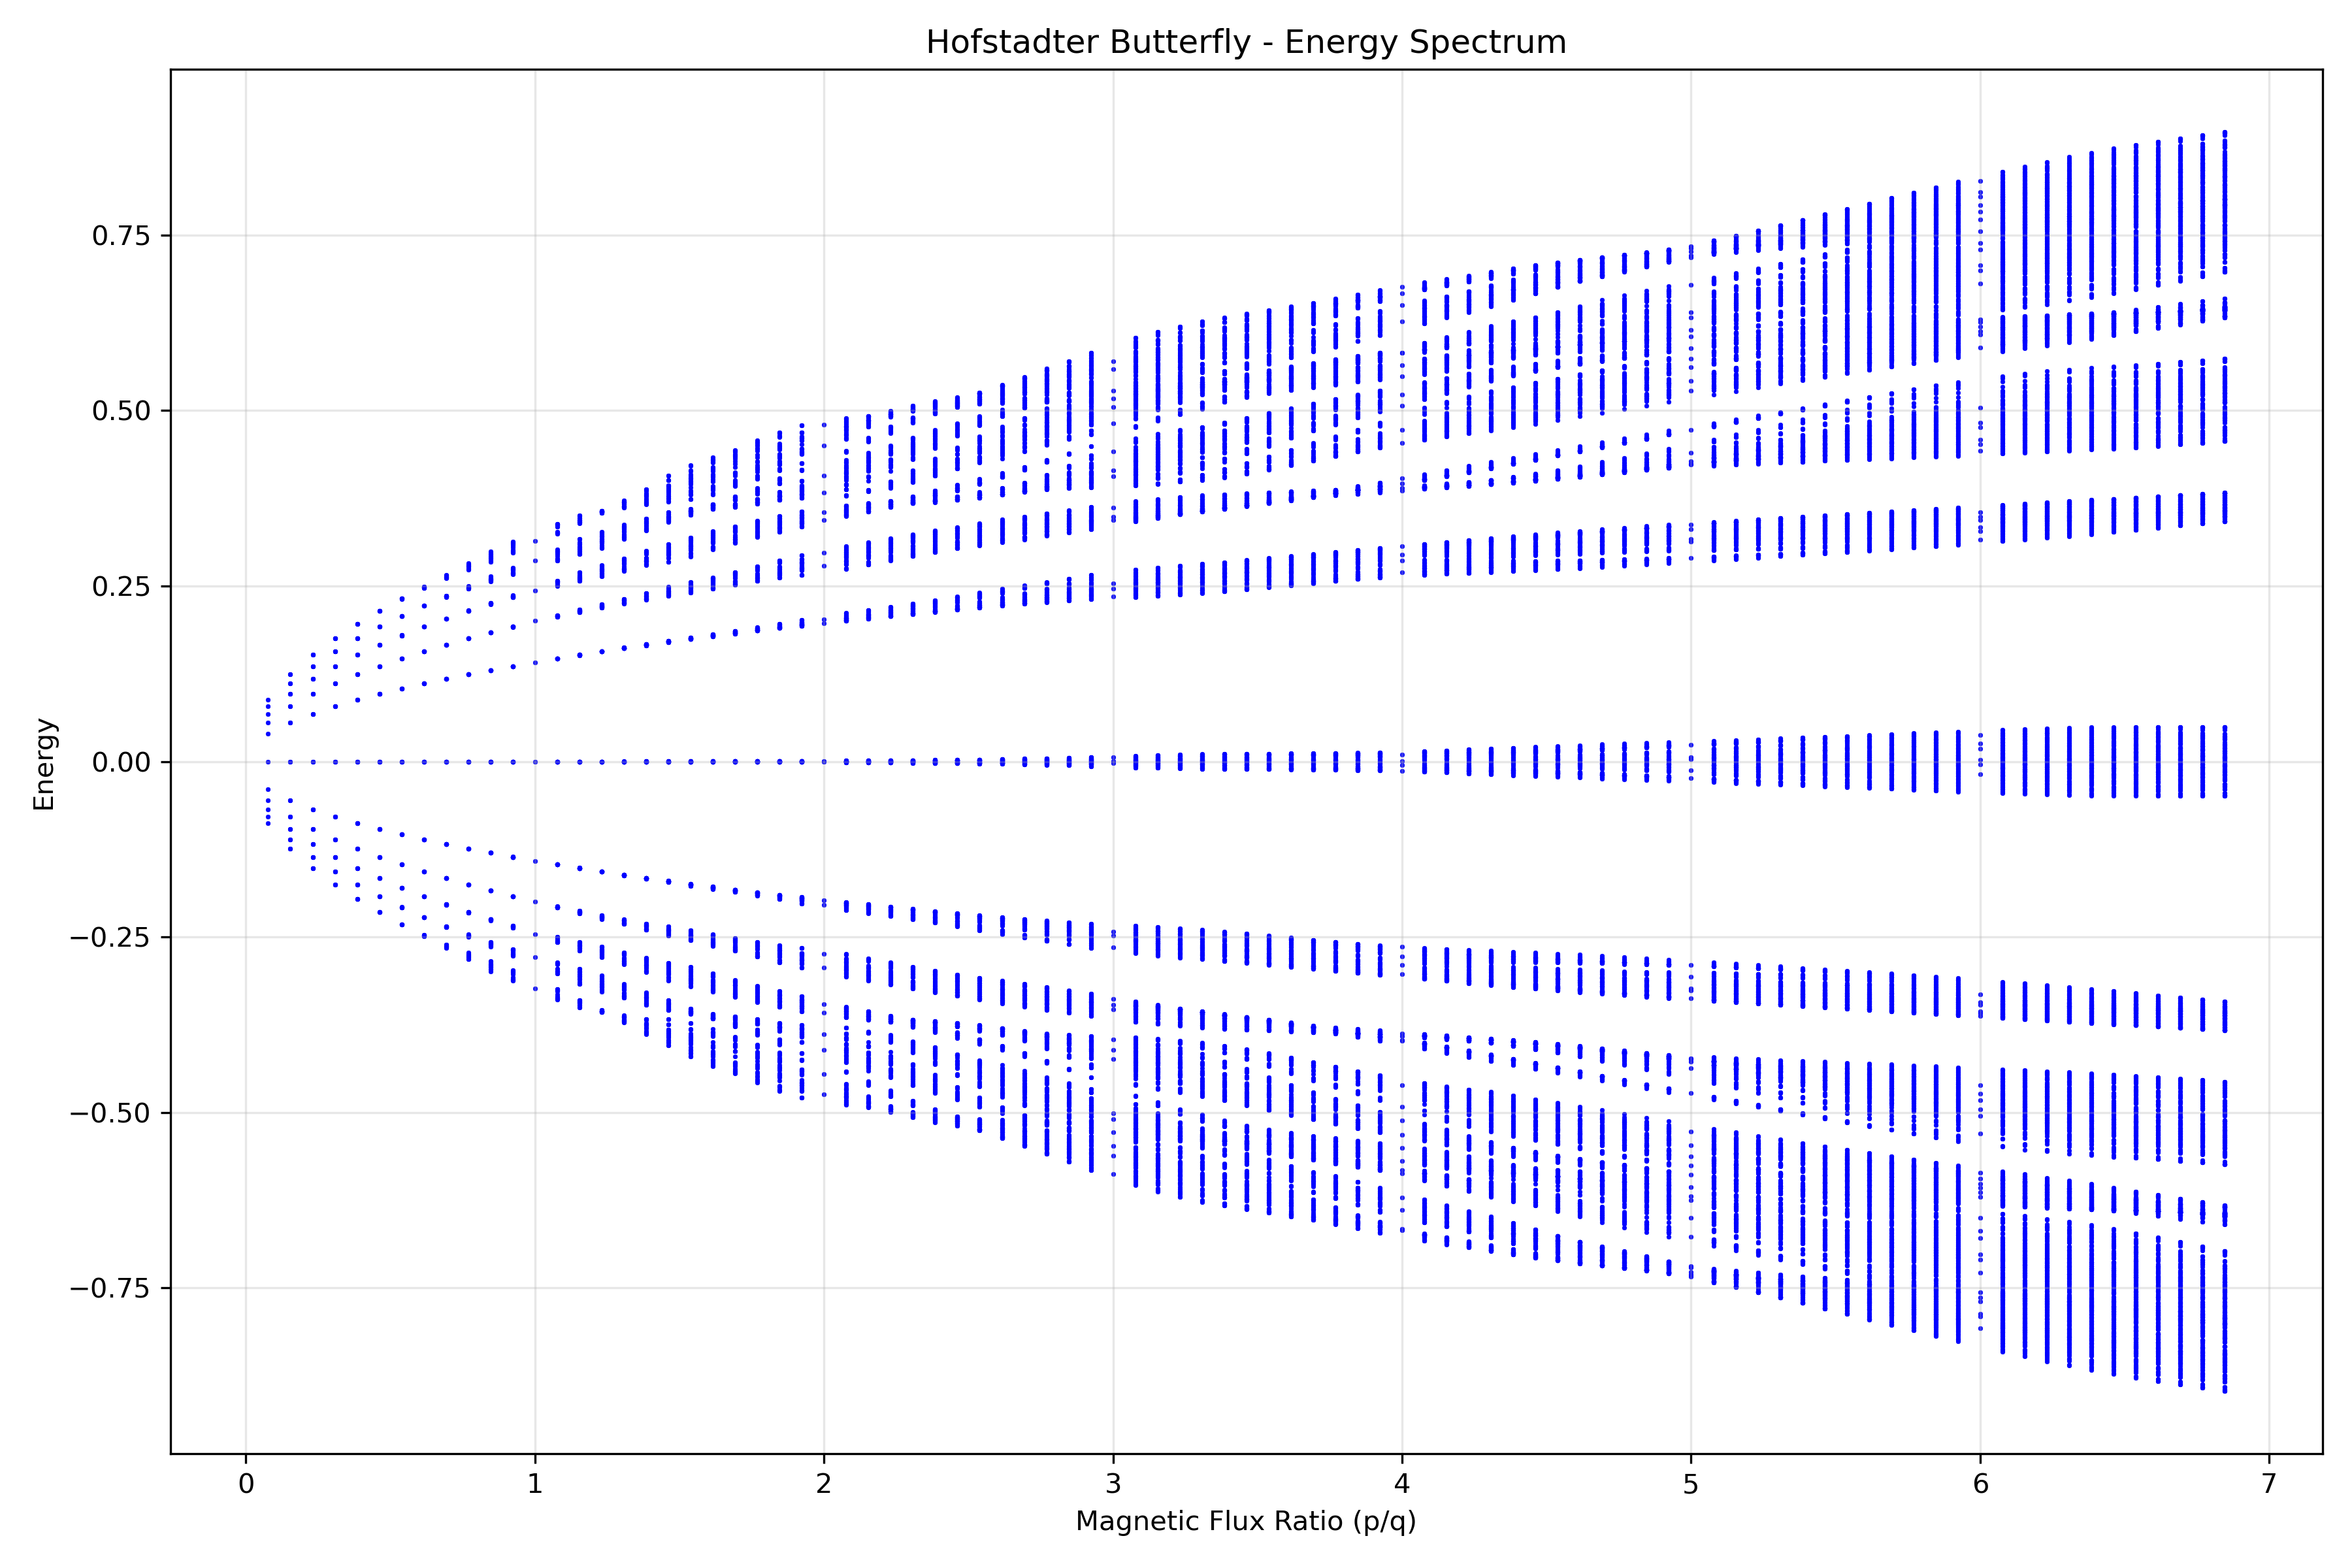 Hofstadter Butterfly - Energy Spectrum
Energy
0.75
0.50
0.25
0.00
−0.25
−0.50
−0.75
0 1 2 3 4 5 6 7
Magnetic Flux Ratio (p/q)